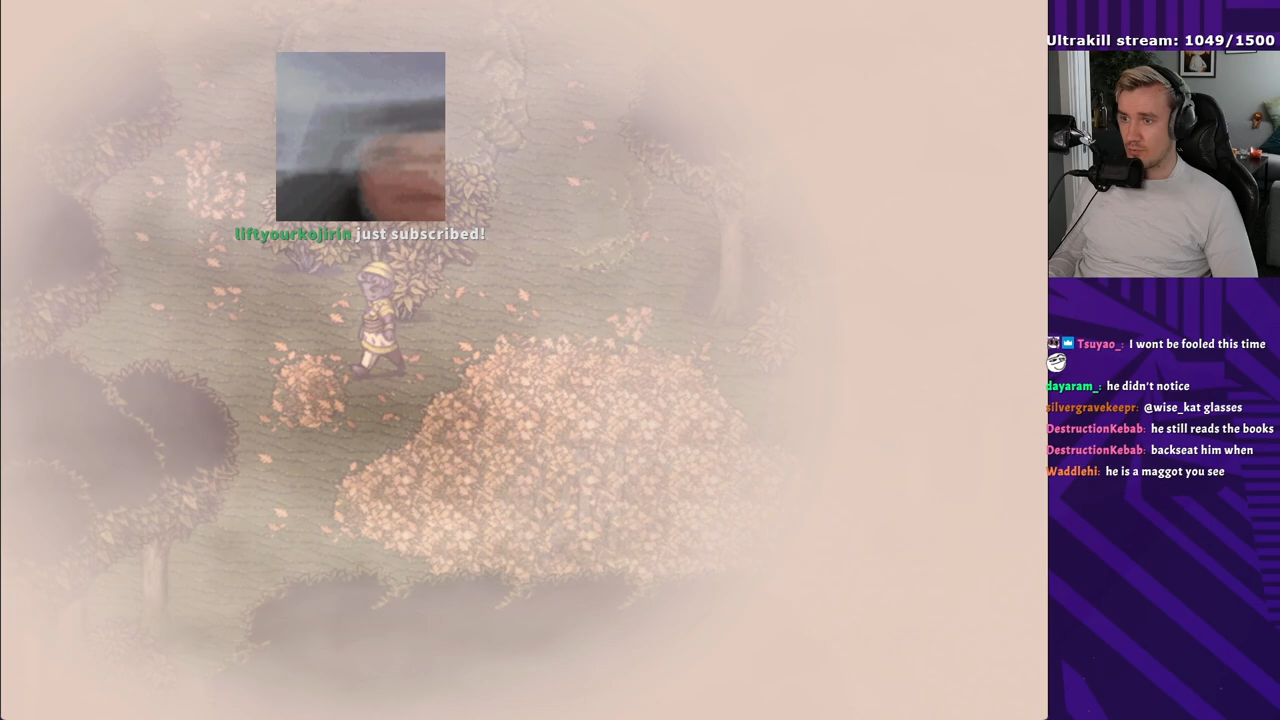 Ultrakill stream: 1049/1500
liftyourkojirin just subscribed!
Tsuyao_: I wont be fooled this time
dayaram_: he didn't notice
silvergravekeepr: @wise_kat glasses
DestructionKebab: he still reads the books
DestructionKebab: backseat him when
Waddlehi: he is a maggot you see